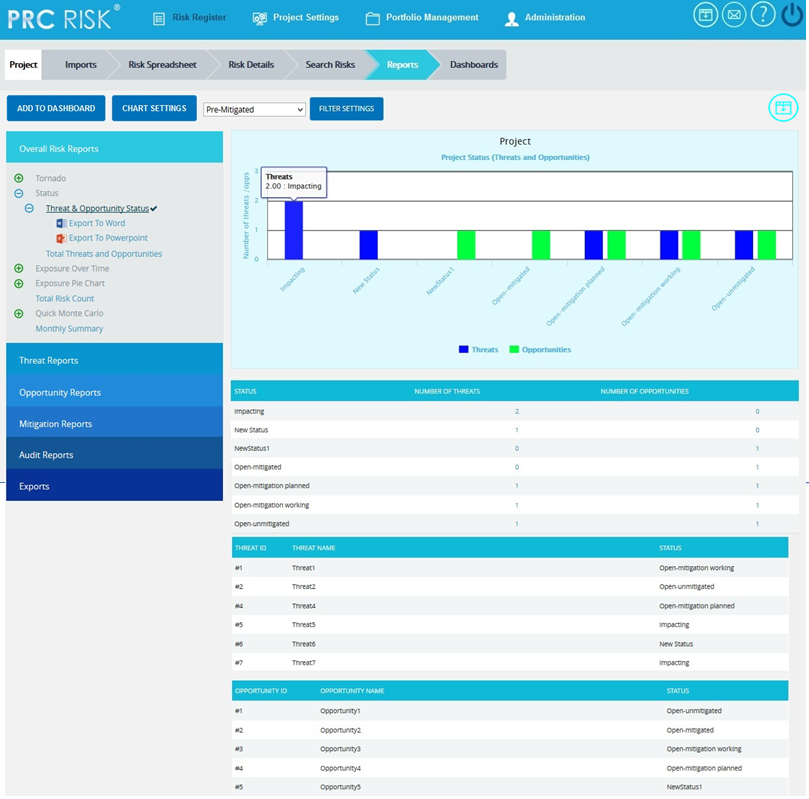 PRC RISK®
Risk Register
Project Settings
Portfolio Management
Administration
?
Project
Imports
Risk Spreadsheet
Risk Details
Search Risks
Reports
Dashboards
ADD TO DASHBOARD
CHART SETTINGS
Pre-Mitigated
FILTER SETTINGS
Overall Risk Reports
Tornado
Status
Threat & Opportunity Status
Export To Word
Export To Powerpoint
Total Threats and Opportunities
Exposure Over Time
Exposure Pie Chart
Total Risk Count
Quick Monte Carlo
Monthly Summary
Threat Reports
Opportunity Reports
Mitigation Reports
Audit Reports
Exports
Project
Project Status (Threats and Opportunities)
Number of threats /opps
3
2
1
0
Threats
2.00 : Impacting
Impacting
New Status
NewStatus1
Open-mitigated
Open-mitigation planned
Open-mitigation working
Open-unmitigated
Threats Opportunities
STATUS NUMBER OF THREATS NUMBER OF OPPORTUNITIES
Impacting 2 0
New Status 1 0
NewStatus1 0 1
Open-mitigated 0 1
Open-mitigation planned 1 1
Open-mitigation working 1 1
Open-unmitigated 1 1
THREAT ID THREAT NAME STATUS
#1 Threat1 Open-mitigation working
#2 Threat2 Open-unmitigated
#4 Threat4 Open-mitigation planned
#5 Threat5 Impacting
#6 Threat6 New Status
#7 Threat7 Impacting
OPPORTUNITY ID OPPORTUNITY NAME STATUS
#1 Opportunity1 Open-unmitigated
#2 Opportunity2 Open-mitigated
#3 Opportunity3 Open-mitigation working
#4 Opportunity4 Open-mitigation planned
#5 Opportunity5 NewStatus1